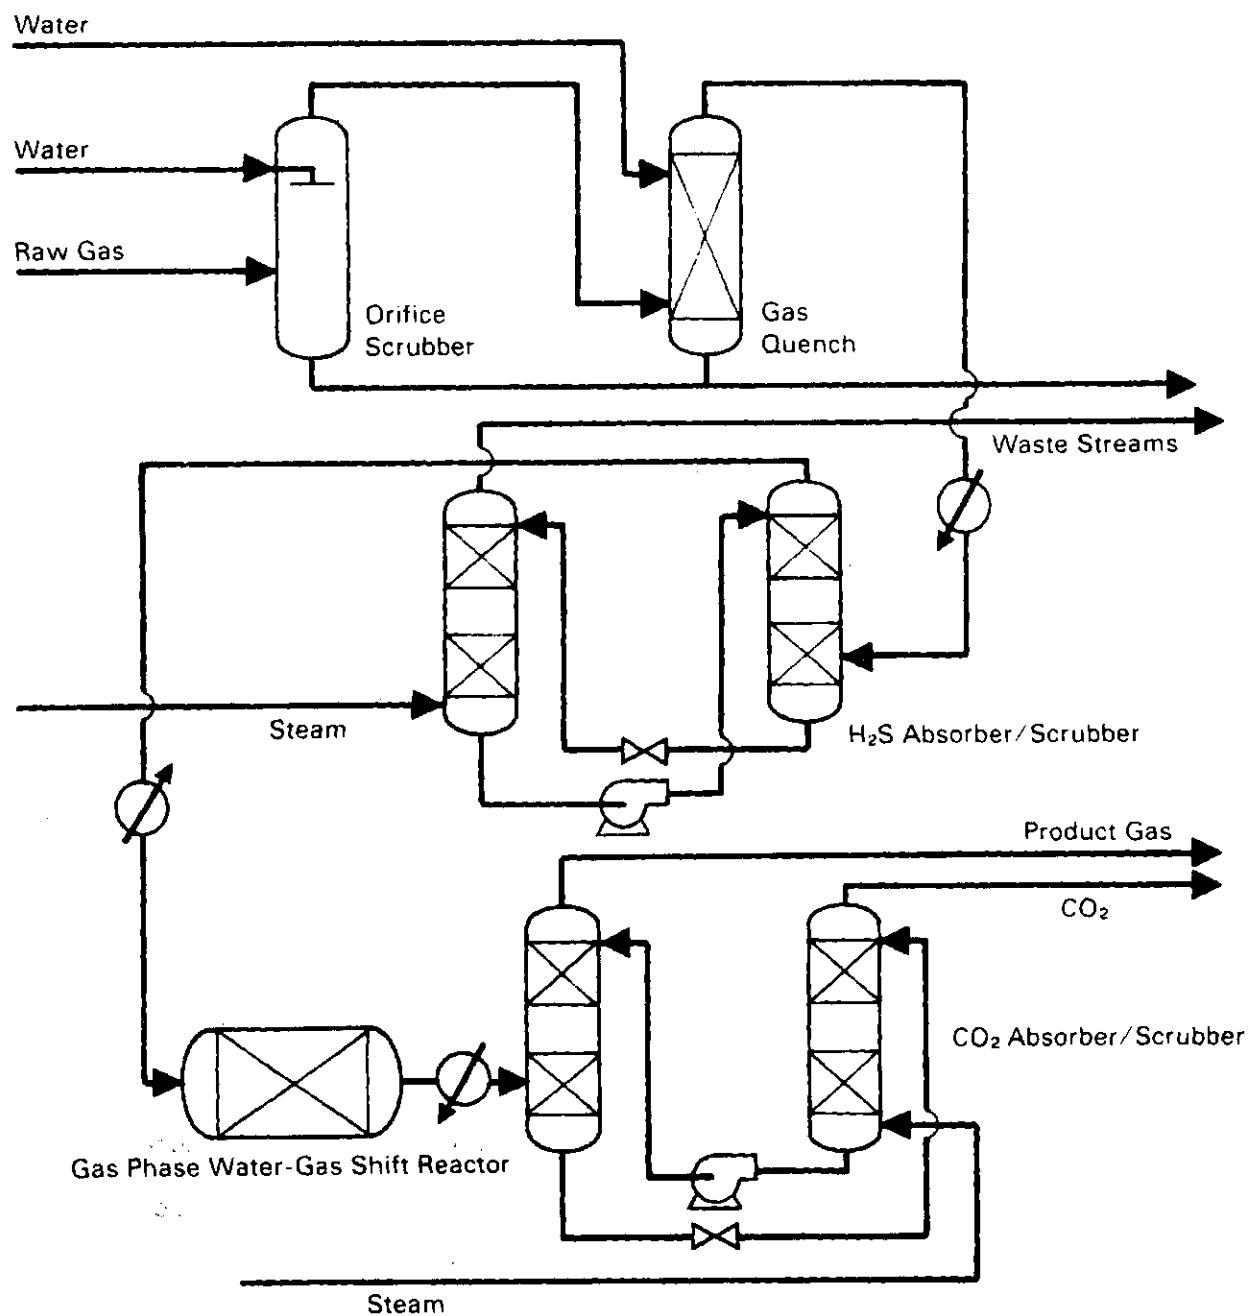 Water
Water
Raw Gas
Orifice
Scrubber
Gas
Quench
Waste Streams
Steam
H₂S Absorber/Scrubber
Product Gas
CO₂
CO₂ Absorber/Scrubber
Gas Phase Water-Gas Shift Reactor
Steam